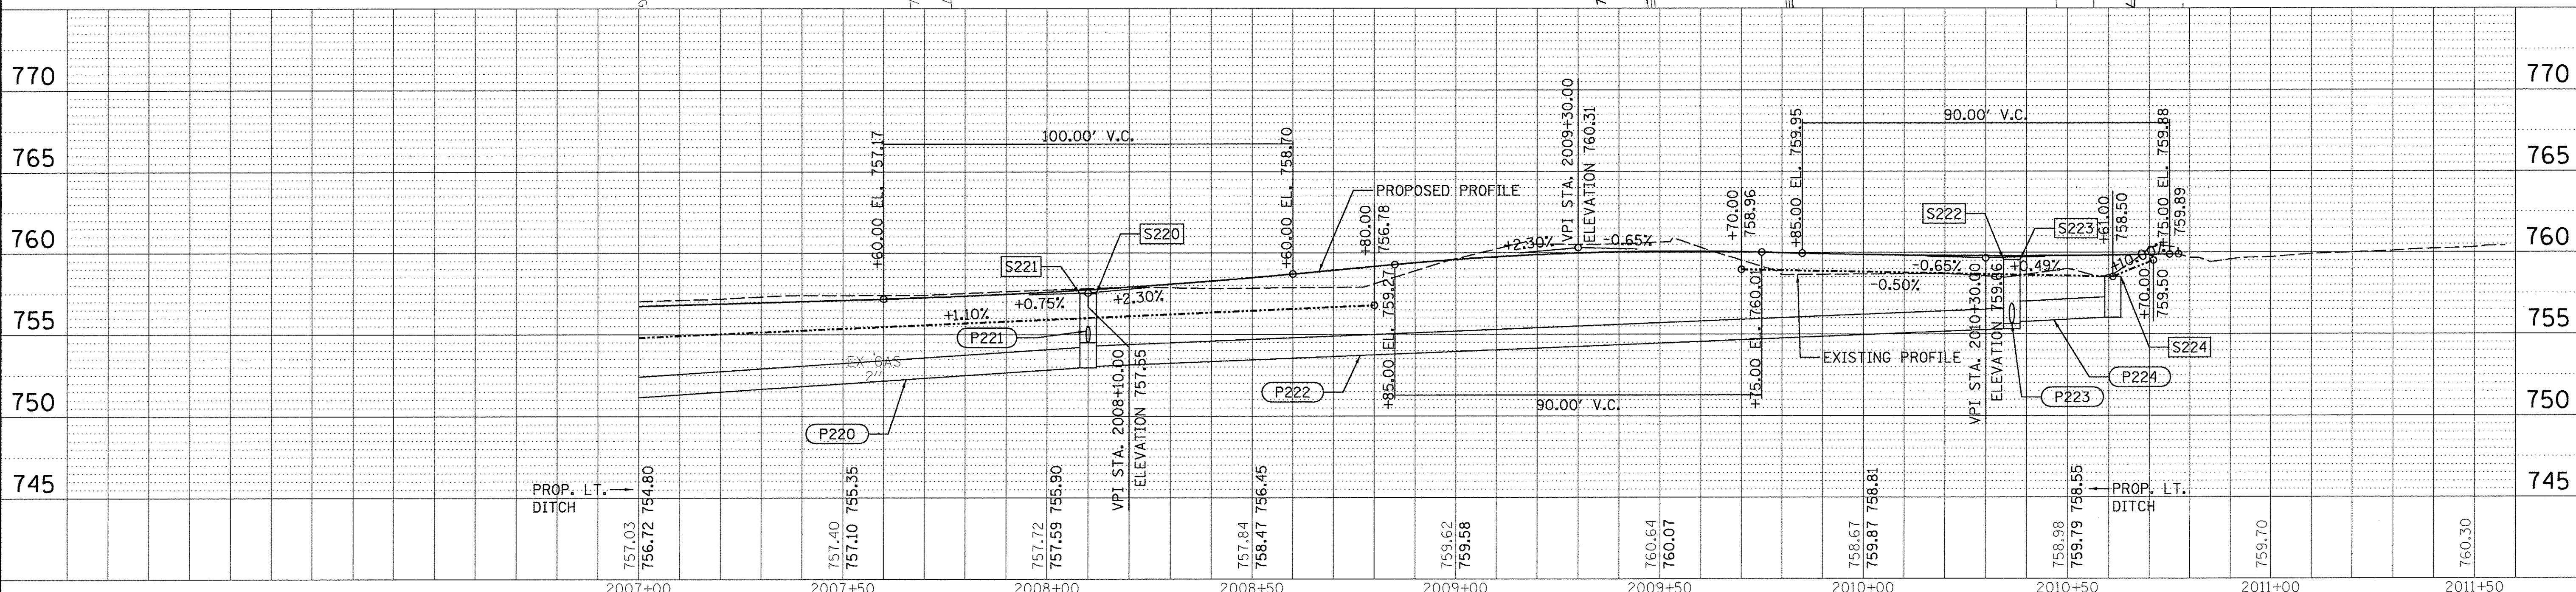 770
765
760
755
750
745
770
765
760
755
750
745
100.00' V.C.
+60.00 EL. 757.17
+60.00 EL. 758.70
PROPOSED PROFILE
+80.00
756.78
VPI STA. 2009+30.00
ELEVATION 760.31
+2.30%
-0.65%
+70.00
758.96
90.00' V.C.
+85.00 EL. 759.95
+75.00 EL. 759.88
759.89
S222
S223
+61.00
758.50
S220
S221
+0.75%
+2.30%
+1.10%
P221
EX GAS
2"
P220
VPI STA. 2008+10.00
ELEVATION 757.55
P222
+85.00 EL. 759.27
90.00' V.C.
+75.00 EL. 760.01
-0.65%
+0.49%
-0.50%
EXISTING PROFILE
VPI STA. 2010+30.00
ELEVATION 759.66
+70.00
759.50
S224
P224
P223
PROP. LT.
DITCH
PROP. LT.
DITCH
757.03
756.72 754.80
757.40
757.10 755.35
757.72
757.59 755.90
757.84
758.47 756.45
759.62
759.58
760.64
760.07
758.67
759.87 758.81
758.98
759.79 758.55
759.70
760.30
2007+00
2007+50
2008+00
2008+50
2009+00
2009+50
2010+00
2010+50
2011+00
2011+50